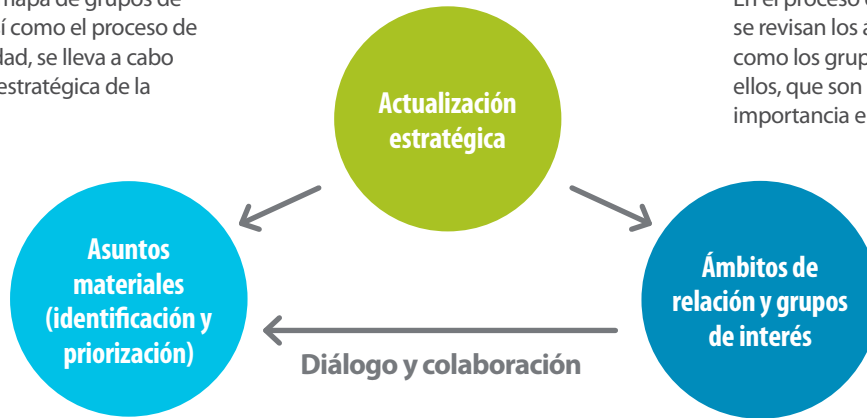 mapa de grupos de
í como el proceso de
dad, se lleva a cabo
estratégica de la
En el proceso
se revisan los
como los grup
ellos, que son
importancia e
Actualización
estratégica
Asuntos
materiales
(identificación y
priorización)
Ámbitos de
relación y grupos
de interés
Diálogo y colaboración